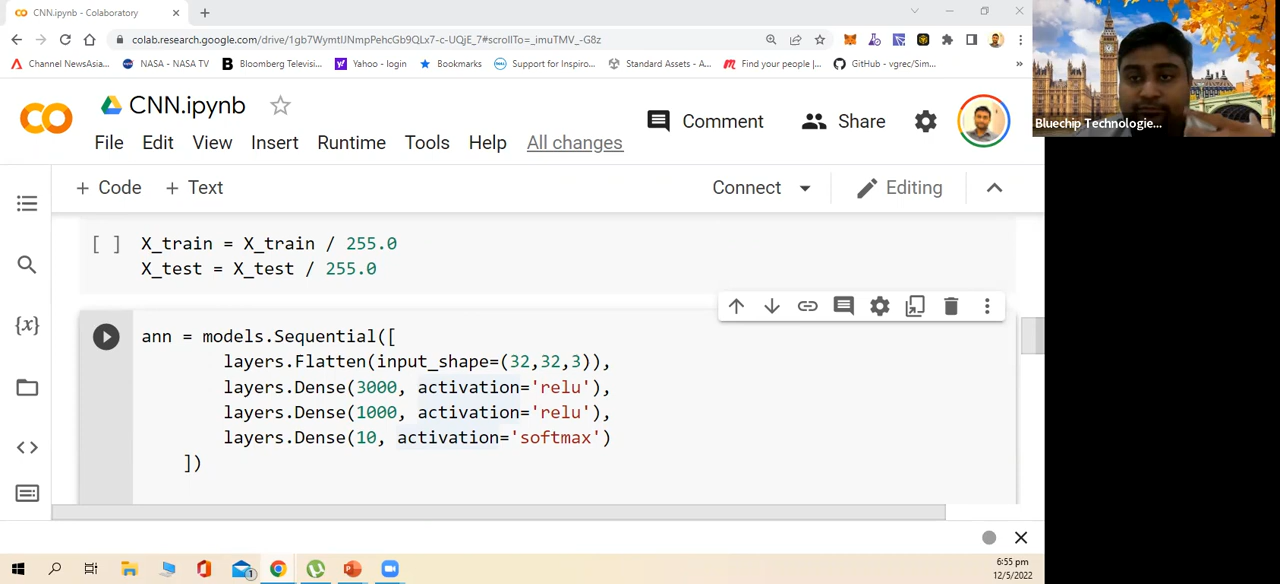 CNN.ipynb - Colaboratory
colab.research.google.com/drive/1gb7WymtlJNmpPehcGb9QLx7-c-UQjE_7#scrollTo=_imuTMV_-G8z
Channel NewsAsia... NASA - NASA TV Bloomberg Televisi... Yahoo - login Bookmarks Support for Inspiro... Standard Assets - A... Find your people |... GitHub - vgrec/Sim... »
Bluechip Technologie...
CNN.ipynb
Comment Share
File Edit View Insert Runtime Tools Help All changes
+ Code + Text Connect Editing
[ ] X_train = X_train / 255.0
X_test = X_test / 255.0
{x}
ann = models.Sequential([
layers.Flatten(input_shape=(32,32,3)),
layers.Dense(3000, activation='relu'),
layers.Dense(1000, activation='relu'),
layers.Dense(10, activation='softmax')
])
6:55 pm
12/5/2022